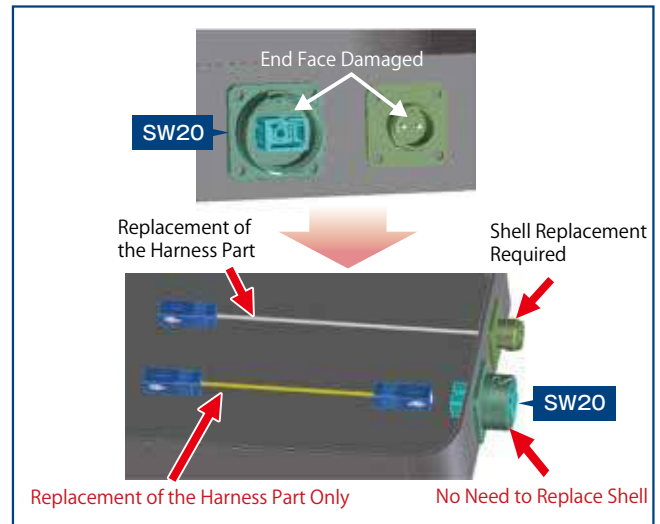 End Face Damaged
SW20
Replacement of
the Harness Part
Shell Replacement
Required
SW20
Replacement of the Harness Part Only
No Need to Replace Shell